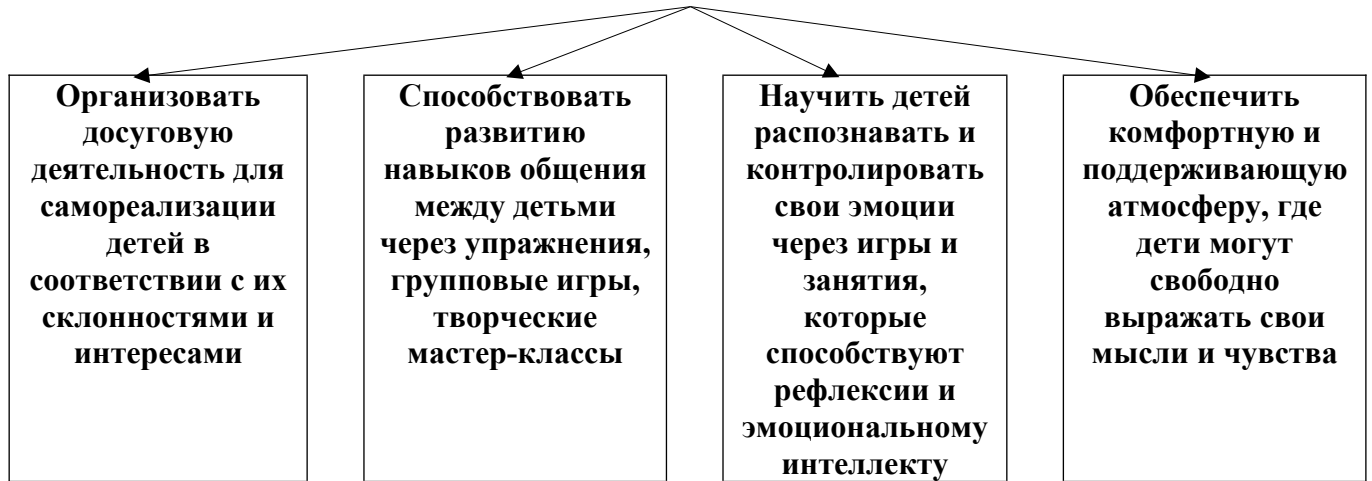 Организовать
досуговую
деятельность для
самореализации
детей в
соответствии с их
склонностями и
интересами
Способствовать
развитию
навыков общения
между детьми
через упражнения,
групповые игры,
творческие
мастер-классы
Научить детей
распознавать и
контролировать
свои эмоции
через игры и
занятия,
которые
способствуют
рефлексии и
эмоциональному
интеллекту
Обеспечить
комфортную и
поддерживающую
атмосферу, где
дети могут
свободно
выражать свои
мысли и чувства